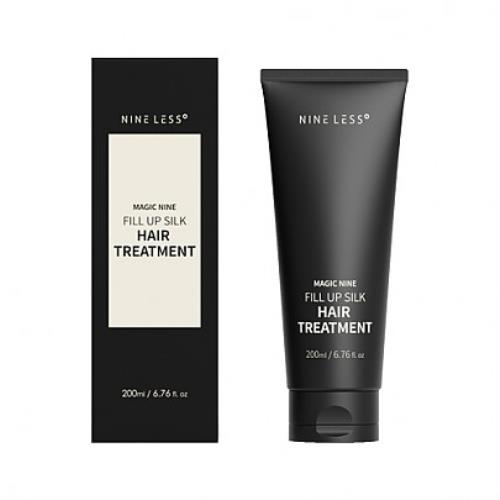 NINE LESS
MAGIC NINE
FILL UP SILK
HAIR
TREATMENT
200ml / 6.76 fl. oz
NINE LESS
MAGIC NINE
FILL UP SILK
HAIR
TREATMENT
200ml / 6.76 fl. oz